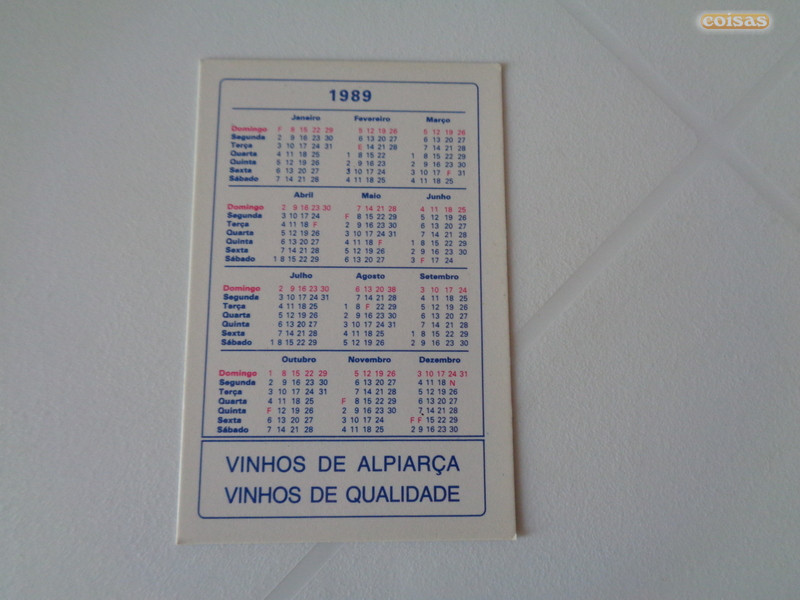 coisas
1989
Janeiro Fevereiro Março
Domingo F 8 15 22 29 5 12 19 26 5 12 19 26
Segunda 2 9 16 23 30 6 13 20 27 6 13 20 27
Terça 3 10 17 24 31 E 14 21 28 7 14 21 28
Quarta 4 11 18 25 1 8 15 22 1 8 15 22 29
Quinta 5 12 19 26 2 9 16 23 2 9 16 23 30
Sexta 6 13 20 27 3 10 17 24 3 10 17 F 31
Sábado 7 14 21 28 4 11 18 25 4 11 18 25
Abril Maio Junho
Domingo 2 9 16 23 30 7 14 21 28 4 11 18 25
Segunda 3 10 17 24 F 8 15 22 29 5 12 19 26
Terça 4 11 18 F 2 9 16 23 30 6 13 20 27
Quarta 5 12 19 26 3 10 17 24 31 7 14 21 28
Quinta 6 13 20 27 4 11 18 F 1 8 15 22 29
Sexta 7 14 21 28 5 12 19 26 2 9 16 23 30
Sábado 1 8 15 22 29 6 13 20 27 3 F 17 24
Julho Agosto Setembro
Domingo 2 9 16 23 30 6 13 20 3 10 17 24
Segunda 3 10 17 24 31 7 14 21 28 4 11 18 25
Terça 4 11 18 25 1 8 F 22 29 5 12 19 26
Quarta 5 12 19 26 2 9 16 23 30 6 13 20 27
Quinta 6 13 20 27 3 10 17 24 31 7 14 21 28
Sexta 7 14 21 28 4 11 18 25 1 8 15 22 29
Sábado 1 8 15 22 29 5 12 19 26 2 9 16 23 30
Outubro Novembro Dezembro
Domingo 1 8 15 22 29 5 12 19 26 3 10 17 24 31
Segunda 2 9 16 23 30 6 13 20 27 4 11 18 N
Terça 3 10 17 24 31 7 14 21 28 5 12 19 26
Quarta 4 11 18 25 F 8 15 22 29 6 13 20 27
Quinta F 12 19 26 2 9 16 23 30 7 14 21 28
Sexta 6 13 20 27 3 10 17 24 F F 15 22 29
Sábado 7 14 21 28 4 11 18 25 2 9 16 23 30
VINHOS DE ALPIARÇA
VINHOS DE QUALIDADE